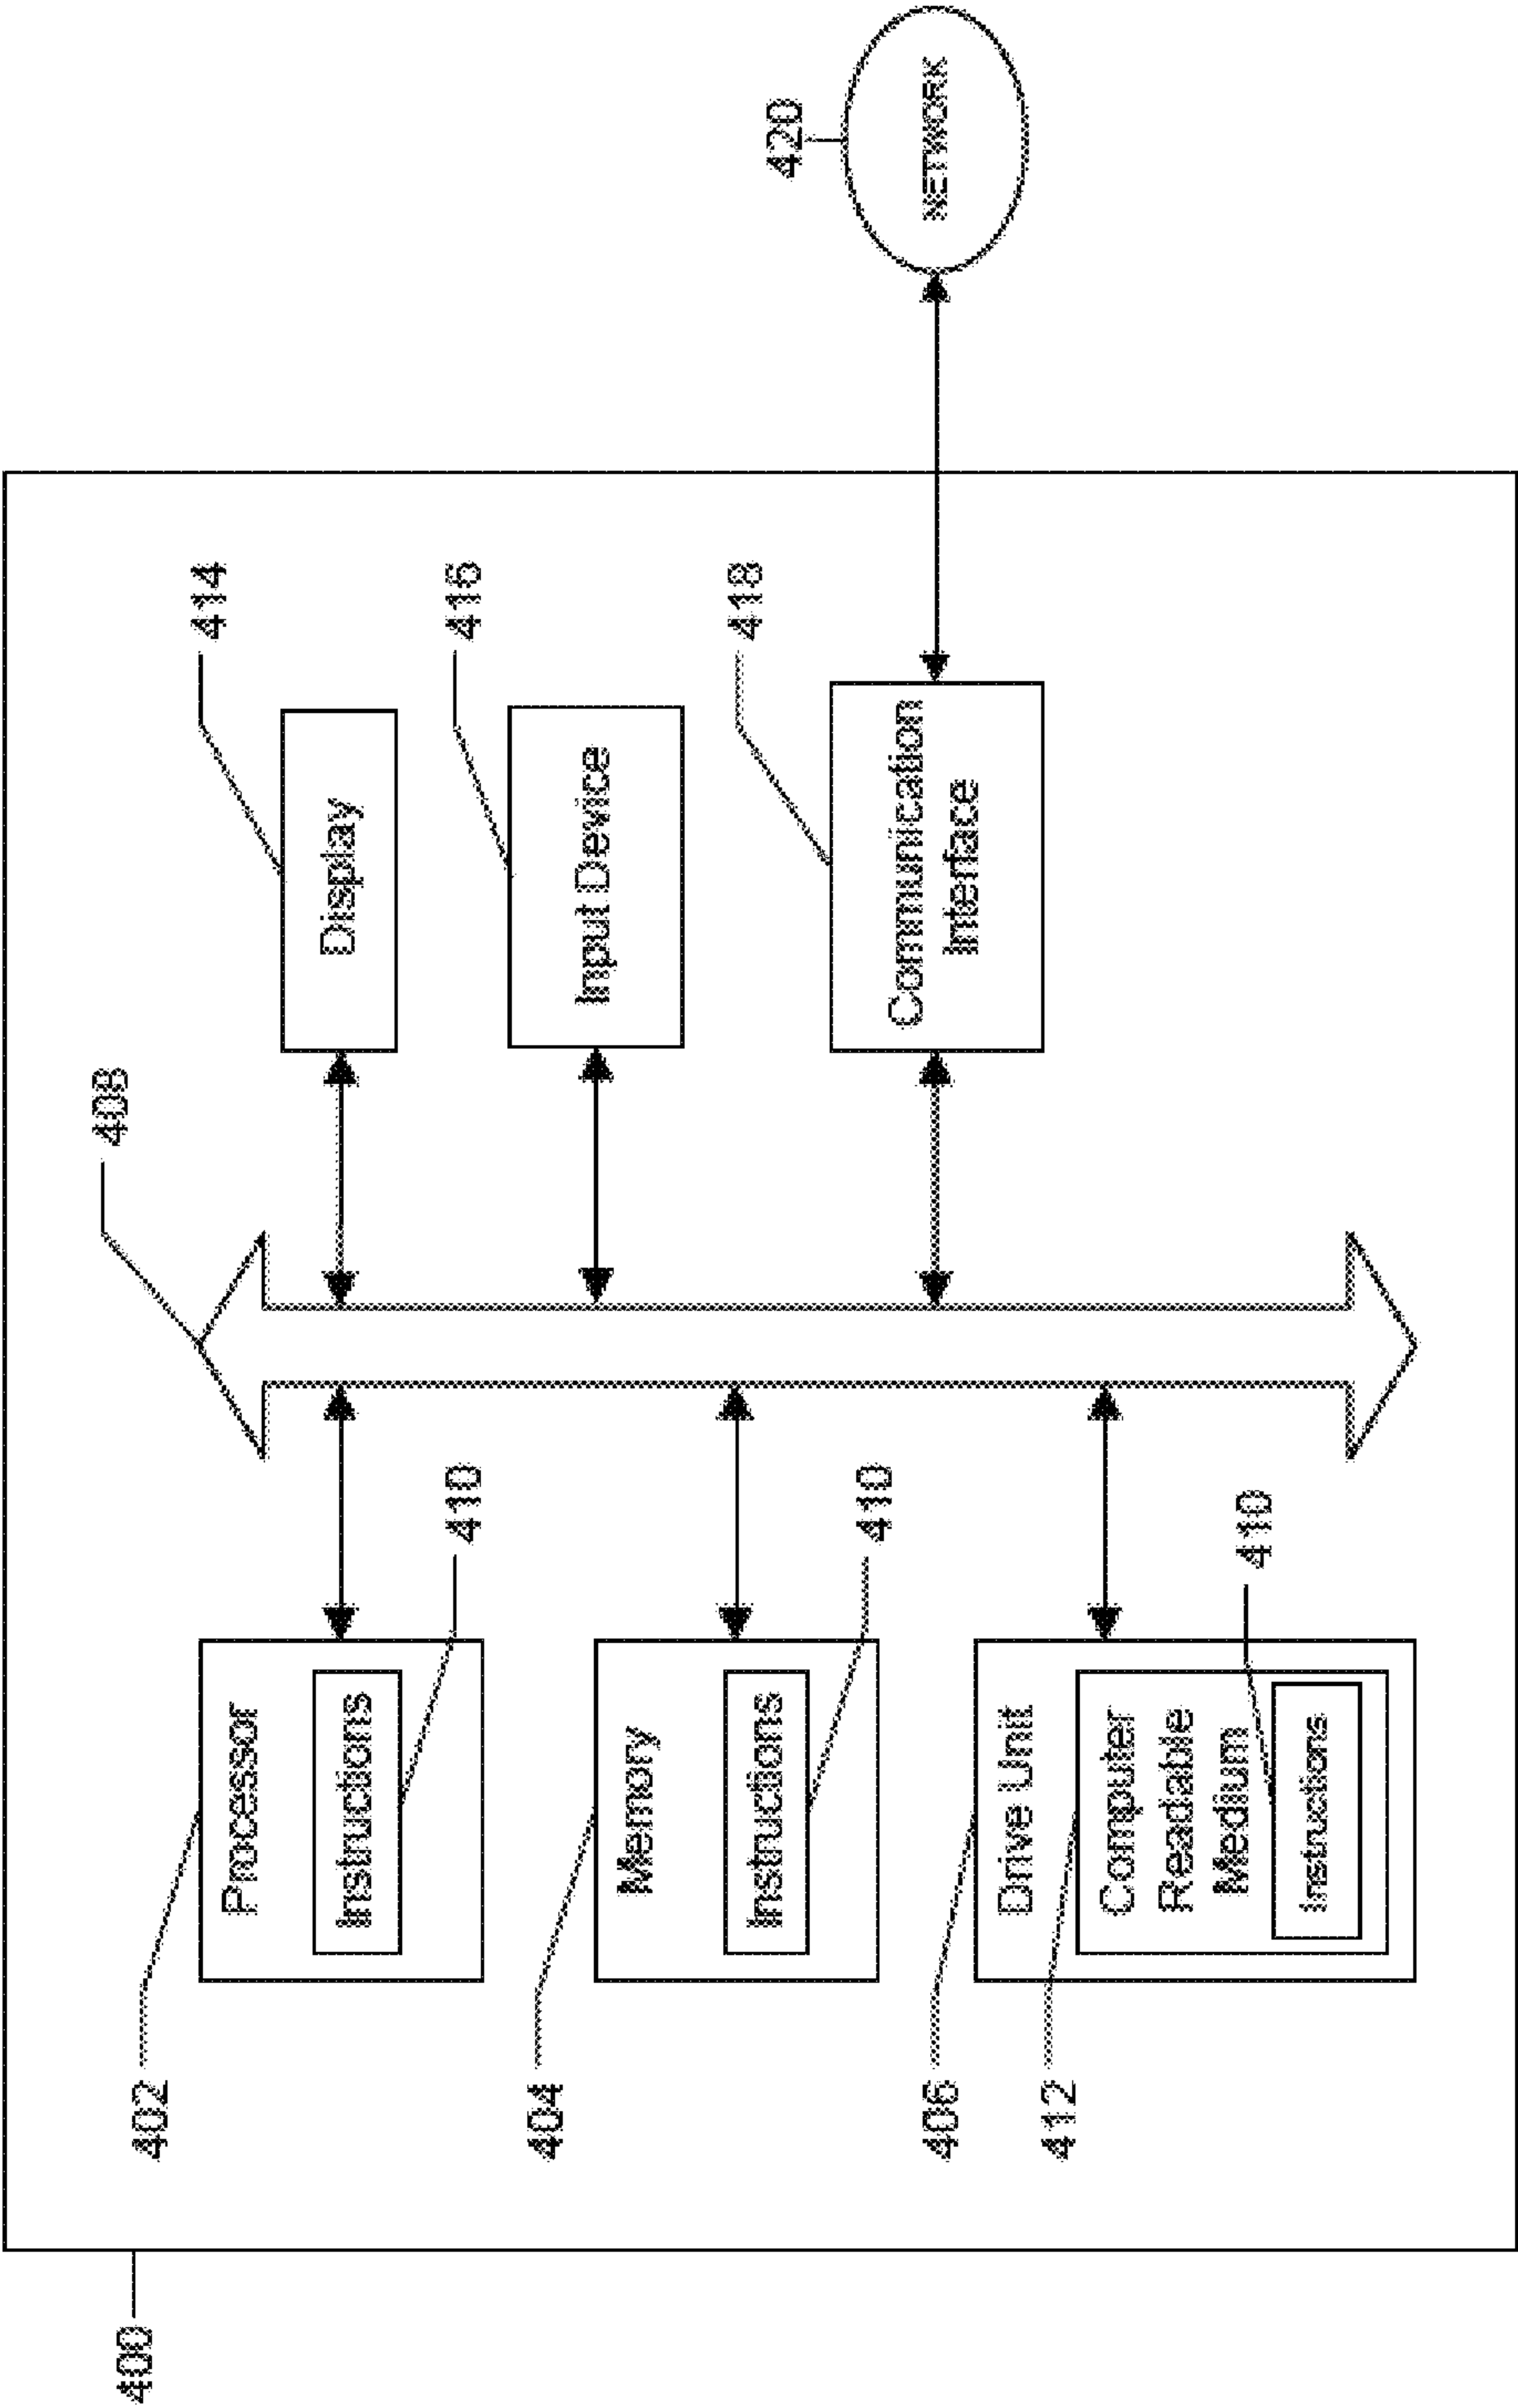 400
402
Processor
Instructions
410
404
Memory
Instructions
410
406
Drive Unit
412
Computer
Readable
Medium
Instructions
410
408
414
Display
416
Input Device
418
Communication
Interface
420
NETWORK